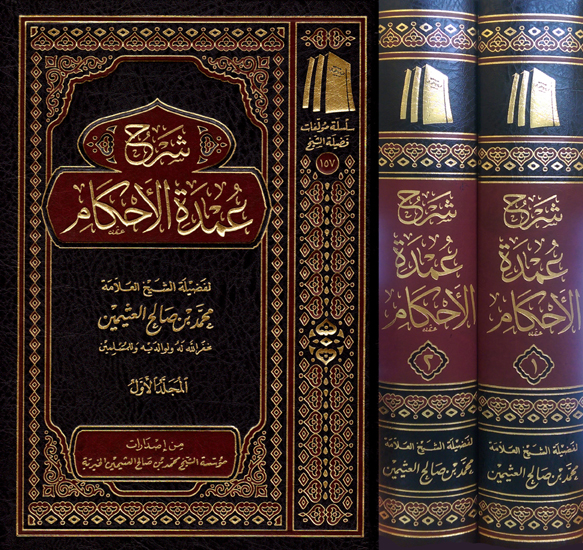 شرح
عمدة الأحكام
لفضيلة الشيخ العلامة
محمد بن صالح العثيمين
غفر الله له ولوالديه وللمسلمين
المجلد الأول
من إصدارات
مؤسسة الشيخ محمد بن صالح العثيمين الخيرية
سلسلة مؤلفات
فضيلة الشيخ
١٥٧
شرح
عمدة
الأحكام
٢
لفضيلة الشيخ العلامة
محمد بن صالح العثيمين
شرح
عمدة
الأحكام
١
لفضيلة الشيخ العلامة
محمد بن صالح العثيمين